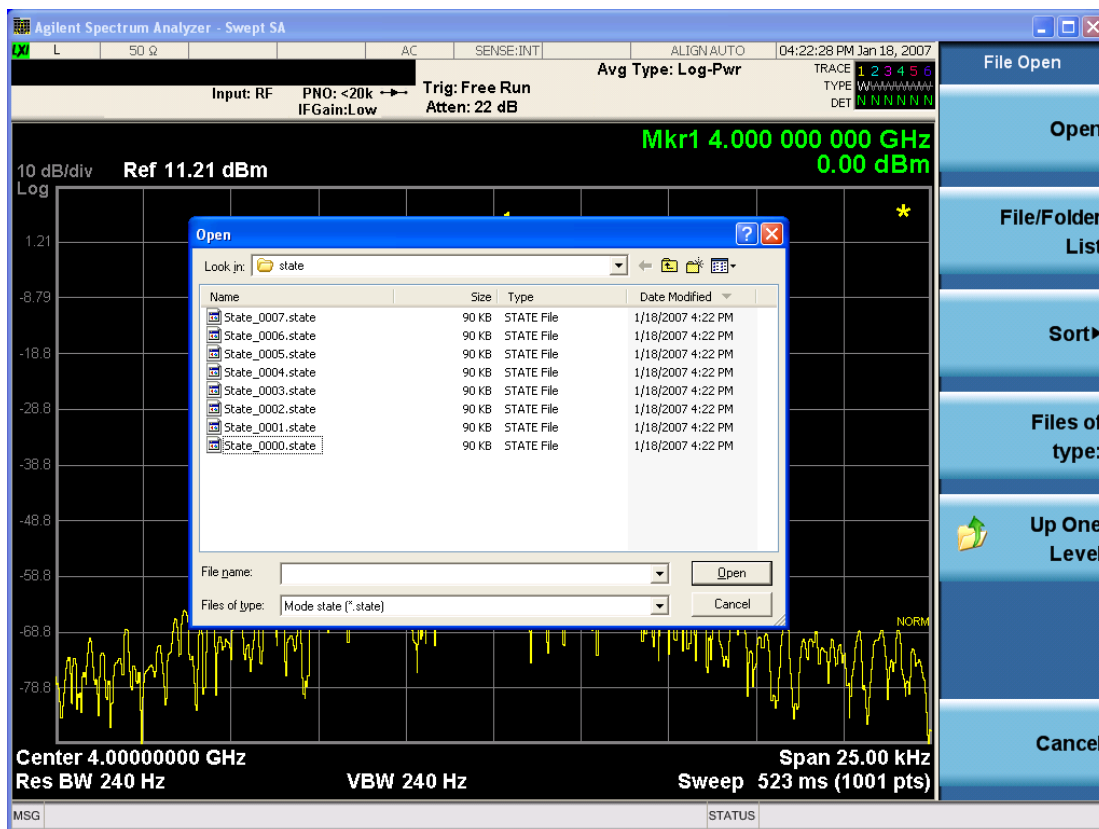 Agilent Spectrum Analyzer - Swept SA
LXI L 50 Ω AC SENSE:INT ALIGN AUTO 04:22:28 PM Jan 18, 2007
Input: RF PNO: <20k IFGain:Low
Trig: Free Run
Atten: 22 dB
Avg Type: Log-Pwr
TRACE 1 2 3 4 5 6
TYPE WWWWWWW
DET N N N N N N
Mkr1 4.000 000 000 GHz
0.00 dBm
10 dB/div Ref 11.21 dBm
Log
1.21
-8.79
-18.8
-28.8
-38.8
-48.8
-58.8
-68.8
-78.8
*
NORM
Open
Look in: state
Name Size Type Date Modified
State_0007.state 90 KB STATE File 1/18/2007 4:22 PM
State_0006.state 90 KB STATE File 1/18/2007 4:22 PM
State_0005.state 90 KB STATE File 1/18/2007 4:22 PM
State_0004.state 90 KB STATE File 1/18/2007 4:22 PM
State_0003.state 90 KB STATE File 1/18/2007 4:22 PM
State_0002.state 90 KB STATE File 1/18/2007 4:22 PM
State_0001.state 90 KB STATE File 1/18/2007 4:22 PM
State_0000.state 90 KB STATE File 1/18/2007 4:22 PM
File name: Open
Files of type: Mode state (*.state) Cancel
Center 4.00000000 GHz Span 25.00 kHz
Res BW 240 Hz VBW 240 Hz Sweep 523 ms (1001 pts)
MSG STATUS
File Open
Open
File/Folder
List
Sort
Files of
type:
Up One
Level
Cancel